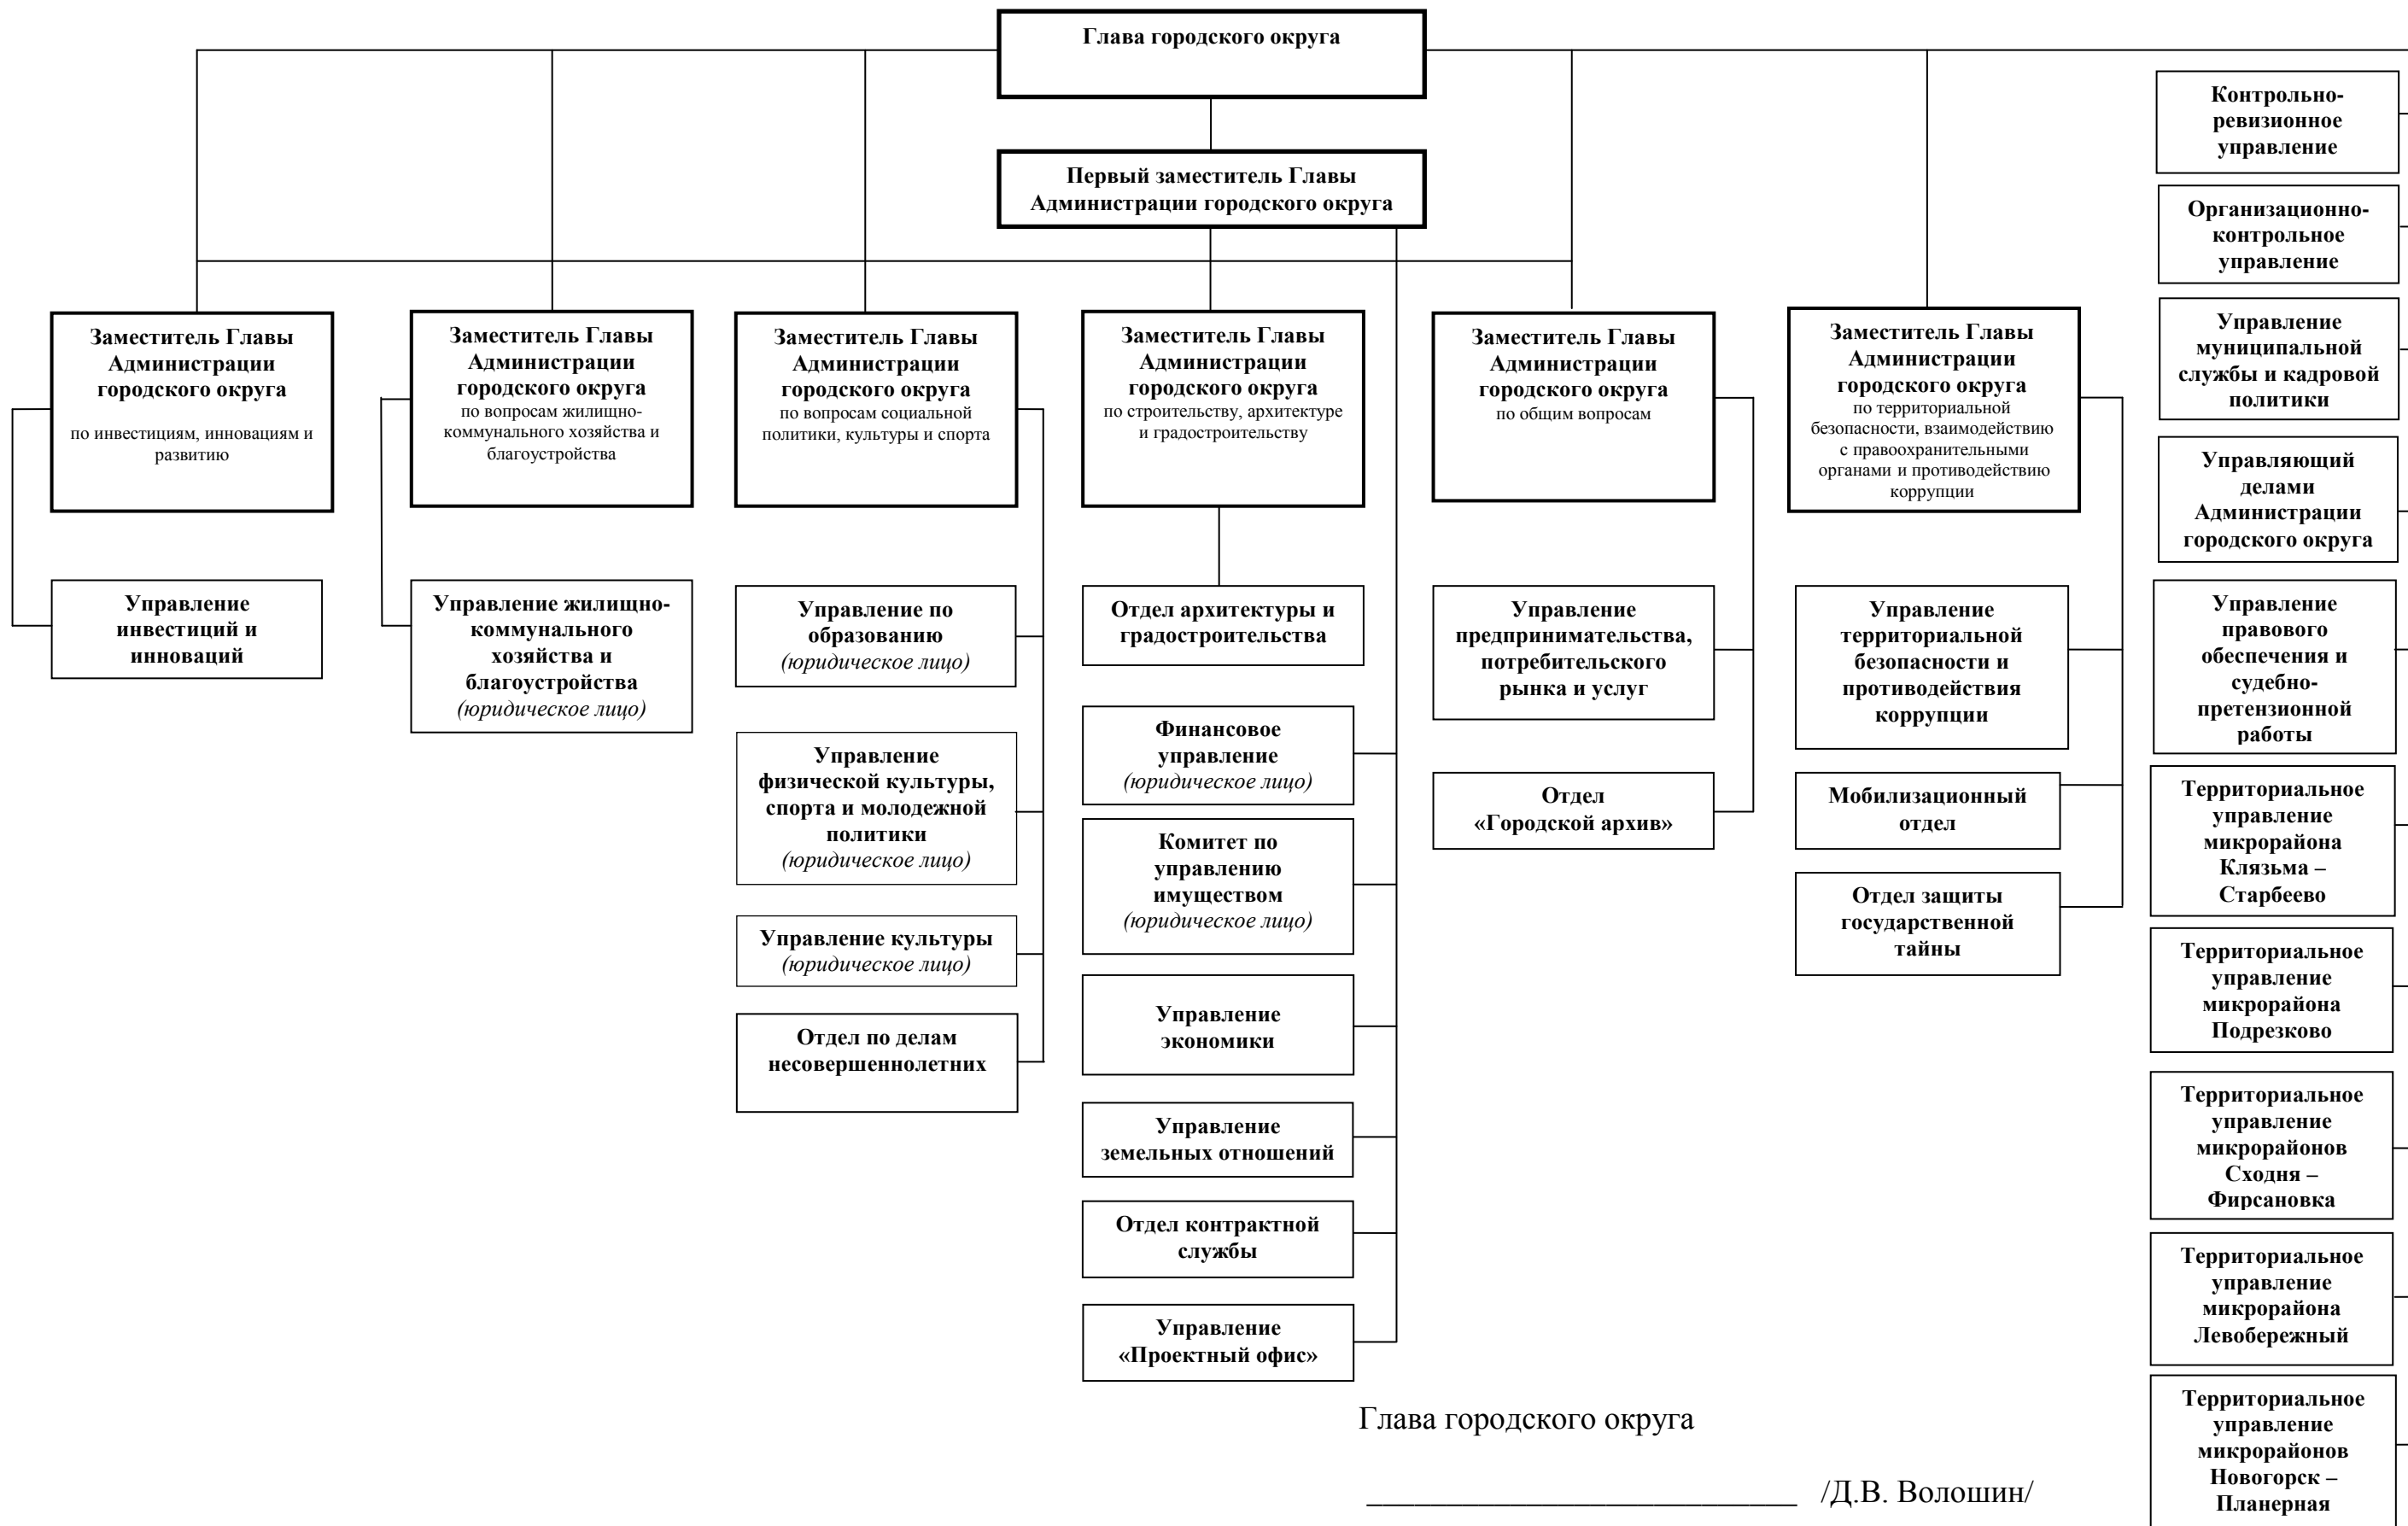 Глава городского округа
Первый заместитель Главы
Администрации городского округа
Заместитель Главы
Администрации
городского округа
по инвестициям, инновациям и
развитию
Заместитель Главы
Администрации
городского округа
по вопросам жилищно-
коммунального хозяйства и
благоустройства
Заместитель Главы
Администрации
городского округа
по вопросам социальной
политики, культуры и спорта
Заместитель Главы
Администрации
городского округа
по строительству, архитектуре
и градостроительству
Заместитель Главы
Администрации
городского округа
по общим вопросам
Заместитель Главы
Администрации
городского округа
по территориальной
безопасности, взаимодействию
с правоохранительными
органами и противодействию
коррупции
Управление
инвестиций и
инноваций
Управление жилищно-
коммунального
хозяйства и
благоустройства
(юридическое лицо)
Управление по
образованию
(юридическое лицо)
Управление
физической культуры,
спорта и молодежной
политики
(юридическое лицо)
Управление культуры
(юридическое лицо)
Отдел по делам
несовершеннолетних
Отдел архитектуры и
градостроительства
Финансовое
управление
(юридическое лицо)
Комитет по
управлению
имуществом
(юридическое лицо)
Управление
экономики
Управление
земельных отношений
Отдел контрактной
службы
Управление
«Проектный офис»
Управление
предпринимательства,
потребительского
рынка и услуг
Отдел
«Городской архив»
Управление
территориальной
безопасности и
противодействия
коррупции
Мобилизационный
отдел
Отдел защиты
государственной
тайны
Контрольно-
ревизионное
управление
Организационно-
контрольное
управление
Управление
муниципальной
службы и кадровой
политики
Управляющий
делами
Администрации
городского округа
Управление
правового
обеспечения и
судебно-
претензионной
работы
Территориальное
управление
микрорайона
Клязьма –
Старбеево
Территориальное
управление
микрорайона
Подрезково
Территориальное
управление
микрорайонов
Сходня –
Фирсановка
Территориальное
управление
микрорайона
Левобережный
Территориальное
управление
микрорайонов
Новогорск –
Планерная
Глава городского округа
___________________________ /Д.В. Волошин/